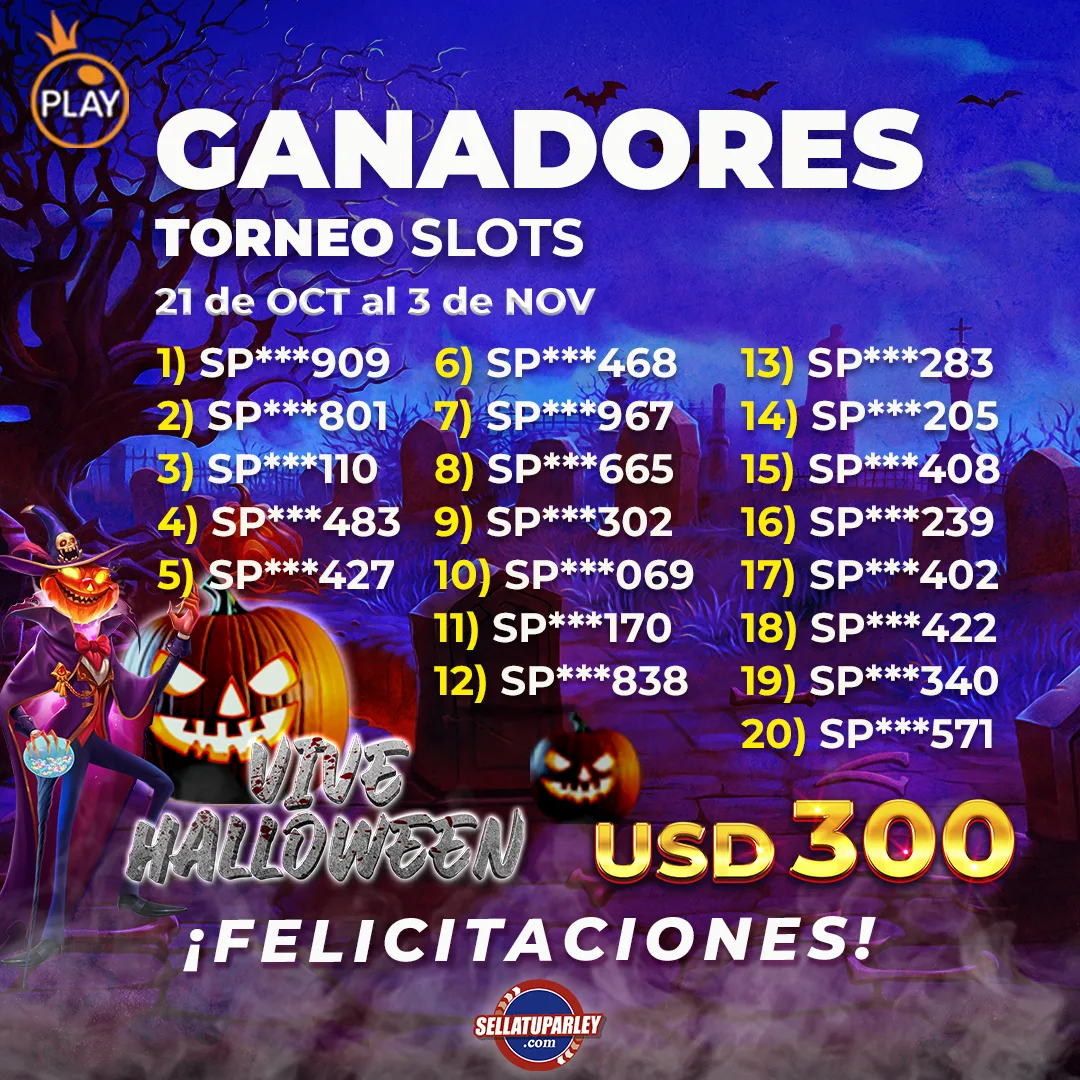 PLAY
GANADORES
TORNEO SLOTS
21 de OCT al 3 de NOV
1) SP***909
2) SP***801
3) SP***110
4) SP***483
5) SP***427
6) SP***468
7) SP***967
8) SP***665
9) SP***302
10) SP***069
11) SP***170
12) SP***838
13) SP***283
14) SP***205
15) SP***408
16) SP***239
17) SP***402
18) SP***422
19) SP***340
20) SP***571
VIVE
HALLOWEEN
USD 300
¡FELICITACIONES!
SELLATUPARLEY
.com